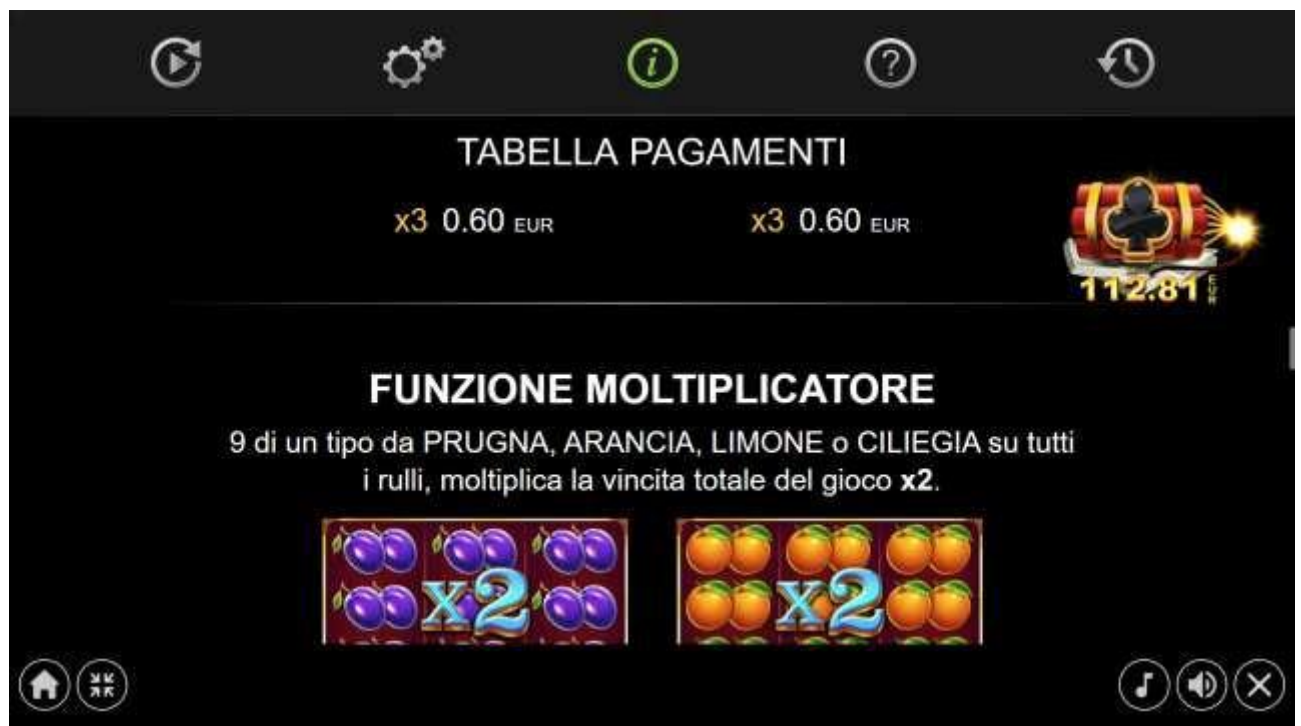 TABELLA PAGAMENTI
x3 0.60 EUR
x3 0.60 EUR
112.81 EUR
FUNZIONE MOLTIPLICATORE
9 di un tipo da PRUGNA, ARANCIA, LIMONE o CILIEGIA su tutti
i rulli, moltiplica la vincita totale del gioco x2.
x2
x2